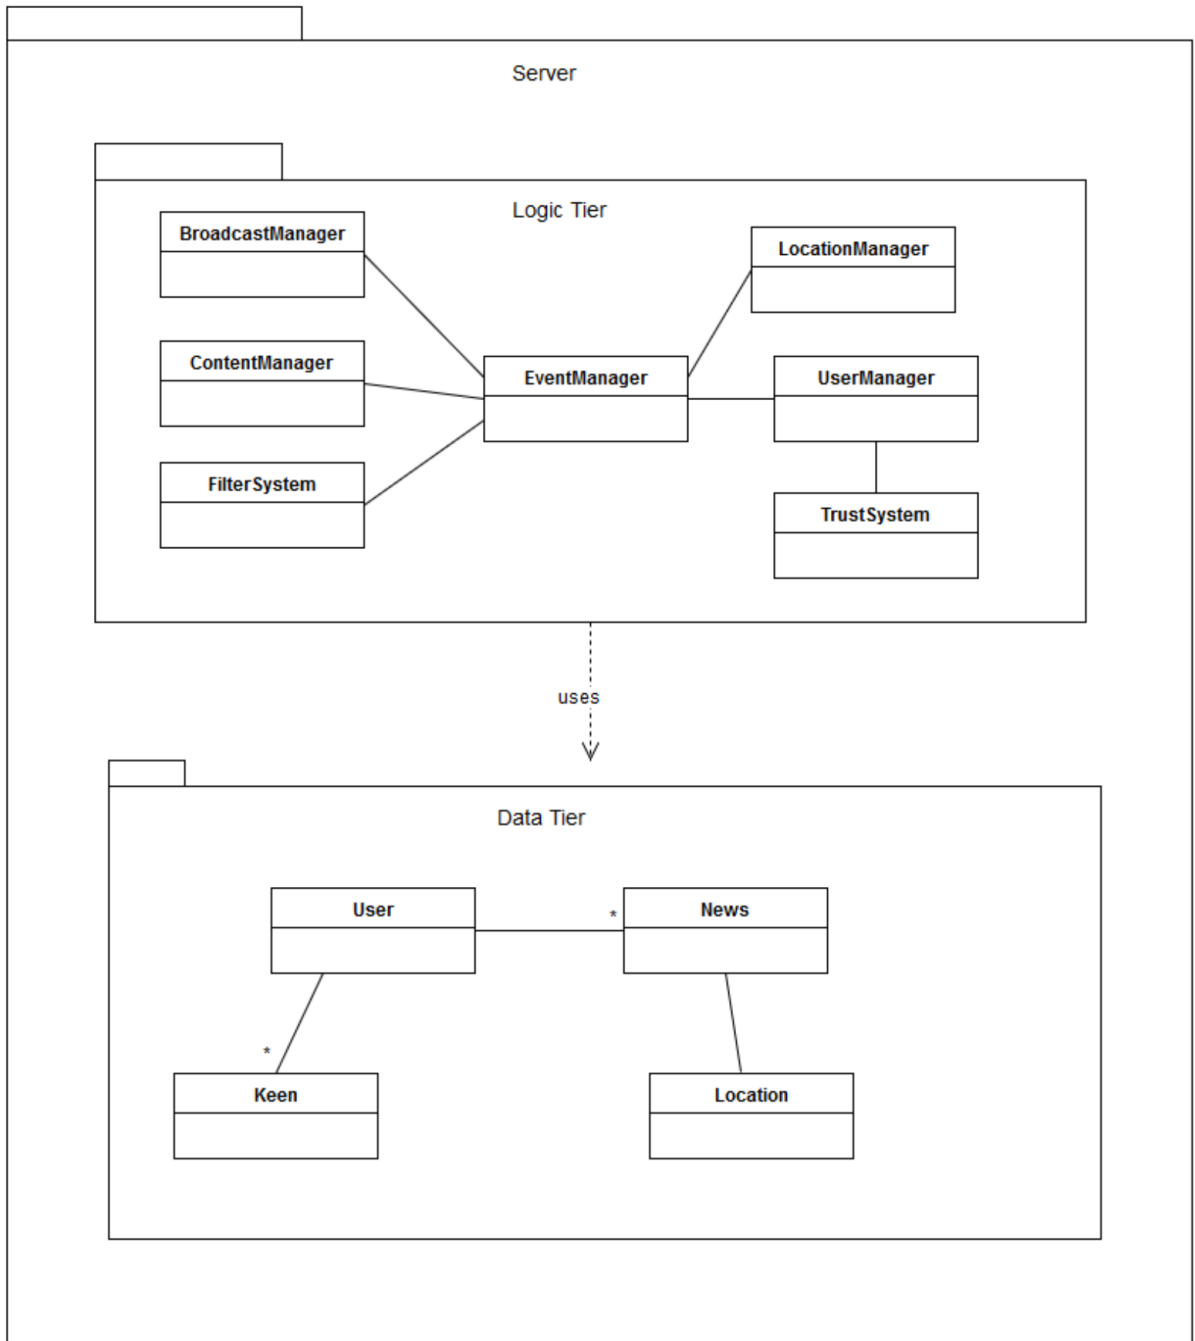 Server
Logic Tier
BroadcastManager
LocationManager
ContentManager
EventManager
UserManager
FilterSystem
TrustSystem
uses
Data Tier
User
*
News
*
Keen
Location